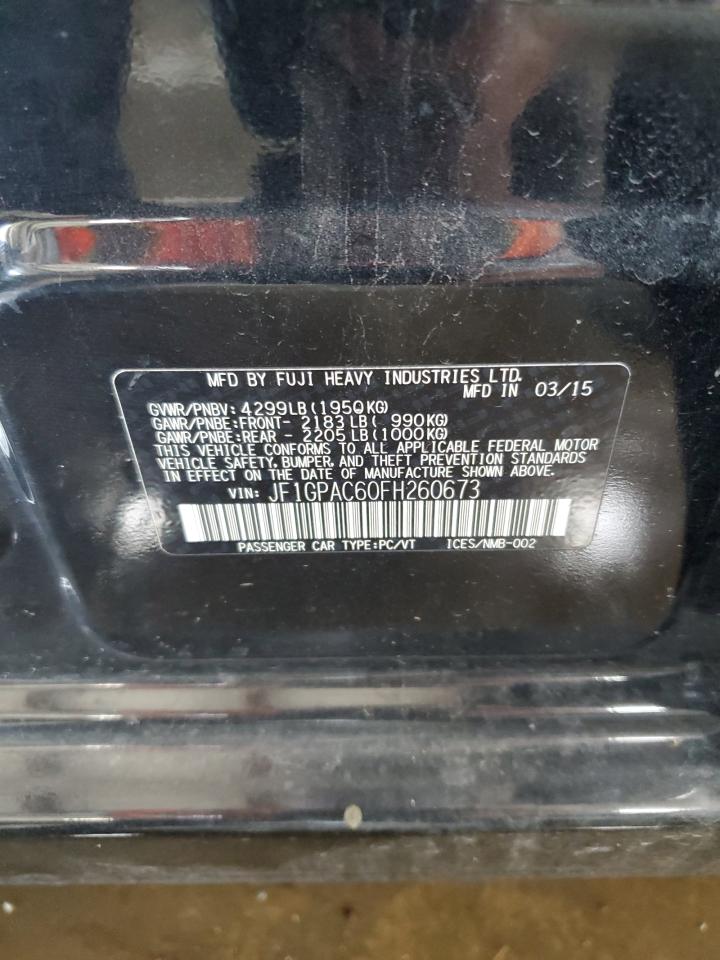 MFD BY FUJI HEAVY INDUSTRIES LTD.
MFD IN 03/15
GVWR/PNBV: 4299LB(1950KG)
GAWR/PNBE:FRONT- 2183LB( 990KG)
GAWR/PNBE:REAR - 2205LB(1000KG)
THIS VEHICLE CONFORMS TO ALL APPLICABLE FEDERAL MOTOR
VEHICLE SAFETY, BUMPER, AND THEFT PREVENTION STANDARDS
IN EFFECT ON THE DATE OF MANUFACTURE SHOWN ABOVE.
VIN: JF1GPAC60FH260673
PASSENGER CAR TYPE:PC/VT ICES/NMB-002